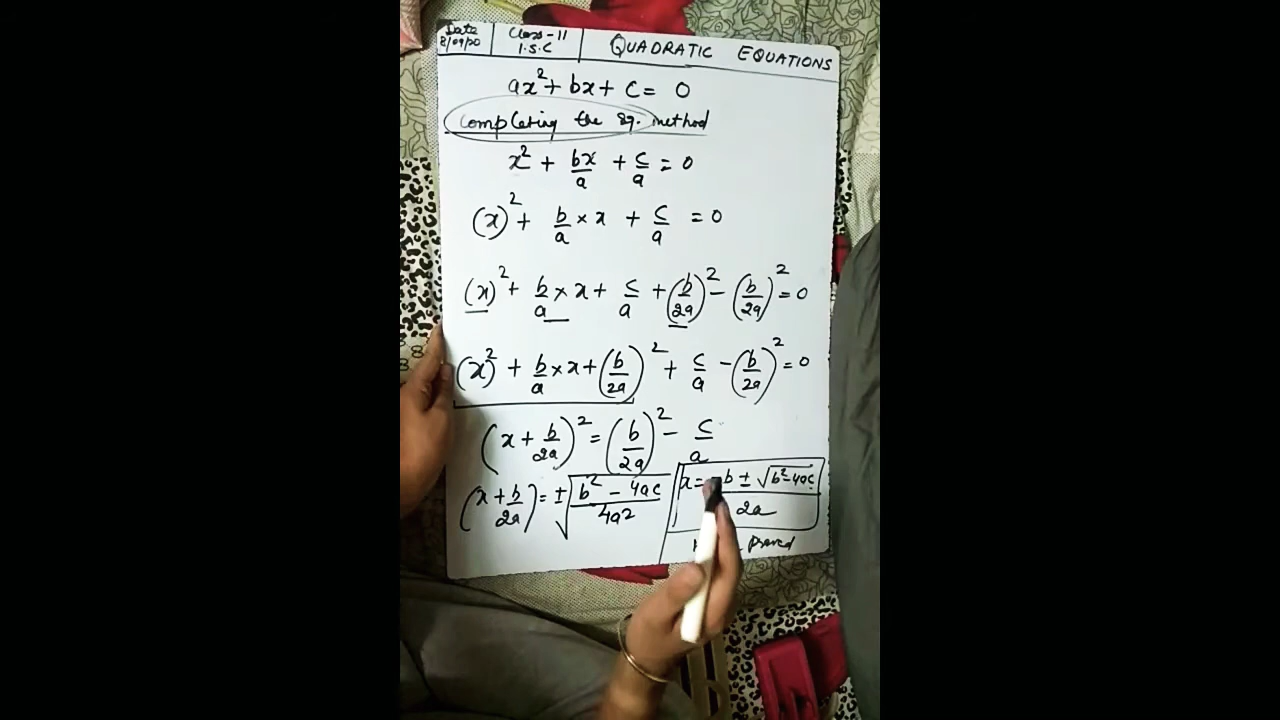 Date
8/09/20
Class-11
I.S.C
QUADRATIC EQUATIONS
ax² + bx + c = 0
Completing the sq. method
x² + bx/a + c/a = 0
(x)² + b/a × x + c/a = 0
(x)² + b/a × x + c/a + (b/2a)² - (b/2a)² = 0
(x)² + b/a × x + (b/2a)² + c/a - (b/2a)² = 0
(x + b/2a)² = (b/2a)² - c/a
(x + b/2a) = ± √(b² - 4ac/4a²)
x = -b ± √b²-4ac/2a
Proved